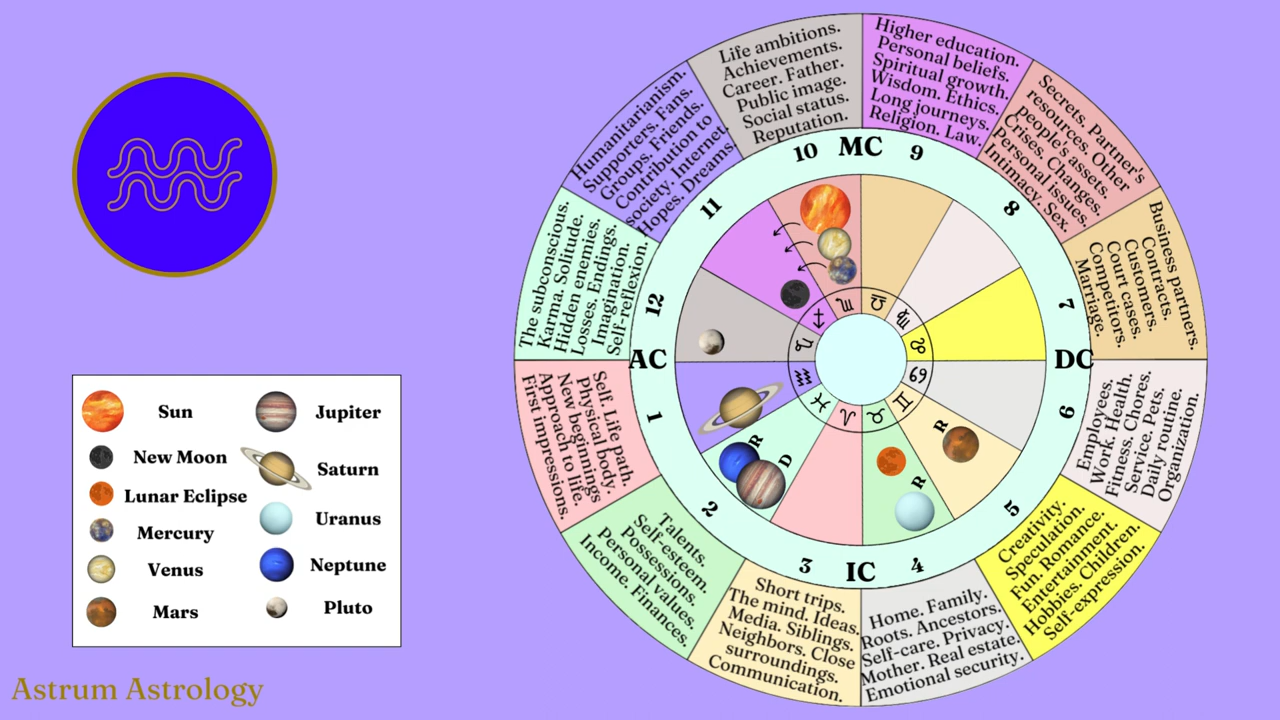 Life ambitions.
Achievements.
Career. Father.
Public image.
Social status.
Reputation.
Higher education.
Personal beliefs.
Spiritual growth.
Wisdom. Ethics.
Long journeys.
Religion. Law.
Secrets. Partner's
resources. Other
people's assets.
Crises. Changes.
Personal issues.
Intimacy. Sex.
Business partners.
Contracts.
Customers.
Court cases.
Competitors.
Marriage.
Employees.
Work. Health.
Fitness. Chores.
Service. Pets.
Daily routine.
Organization.
Creativity.
Speculation.
Fun. Romance.
Entertainment.
Hobbies. Children.
Self-expression.
Home. Family.
Roots. Ancestors.
Self-care. Privacy.
Mother. Real estate.
Emotional security.
Short trips.
The mind. Ideas.
Media. Siblings.
Neighbors. Close
surroundings.
Communication.
Talents.
Self-esteem.
Possessions.
Personal values.
Income. Finances.
Self. Life path.
Physical body.
New beginnings.
Approach to life.
First impressions.
The subconscious.
Karma. Solitude.
Hidden enemies.
Losses. Endings.
Imagination.
Self-reflexion.
Humanitarianism.
Supporters. Fans.
Groups. Friends.
Contribution to
society. Internet.
Hopes. Dreams.
10
MC
9
8
7
DC
6
5
4
IC
3
2
1
AC
12
11
♏
♎
♍
♌
♋
♊
♉
♈
♓
♒
♑
♐
R
D
R
R
Sun
New Moon
Lunar Eclipse
Mercury
Venus
Mars
Jupiter
Saturn
Uranus
Neptune
Pluto
Astrum Astrology